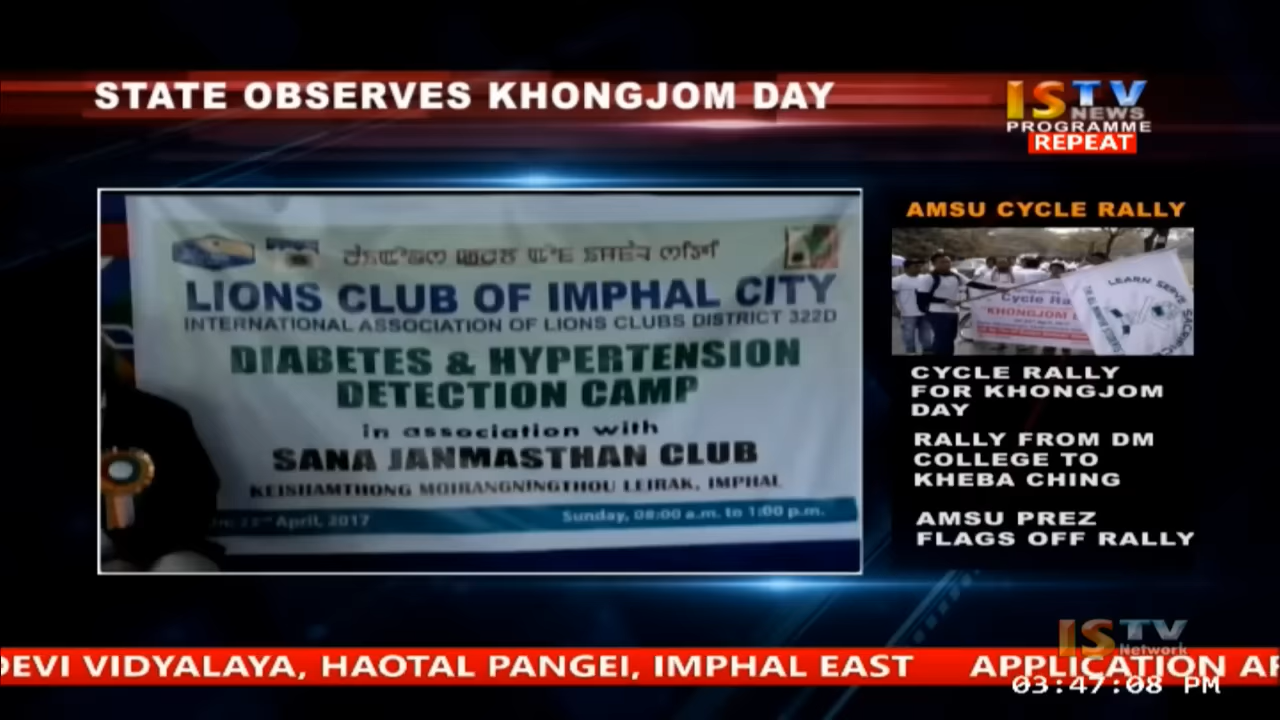 STATE OBSERVES KHONGJOM DAY
ISTV
NEWS
PROGRAMME
REPEAT
LIONS CLUB OF IMPHAL CITY
INTERNATIONAL ASSOCIATION OF LIONS CLUBS DISTRICT 322D
DIABETES & HYPERTENSION
DETECTION CAMP
in association with
SANA JANMASTHAN CLUB
KEISHAMTHONG MOIRANGNINGTHOU LEIRAK, IMPHAL
April, 2017 Sunday, 08:00 a.m. to 1:00 p.m.
AMSU CYCLE RALLY
Cycle
KHONGJOM
LEARN SERVE
CYCLE RALLY
FOR KHONGJOM
DAY
RALLY FROM DM
COLLEGE TO
KHEBA CHING
AMSU PREZ
FLAGS OFF RALLY
ISTV
Network
DEVI VIDYALAYA, HAOTAL PANGEI, IMPHAL EAST APPLICATION
03:47:08 PM